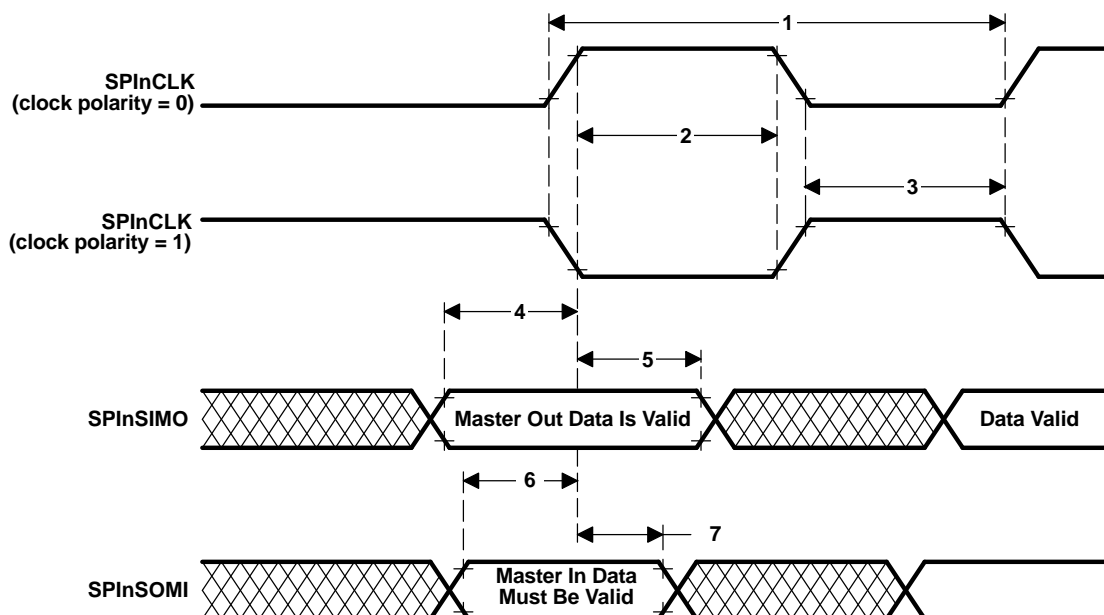 1
SPInCLK
(clock polarity = 0)
2
3
SPInCLK
(clock polarity = 1)
4
5
SPInSIMO
Master Out Data Is Valid
Data Valid
6
7
SPInSOMI
Master In Data
Must Be Valid